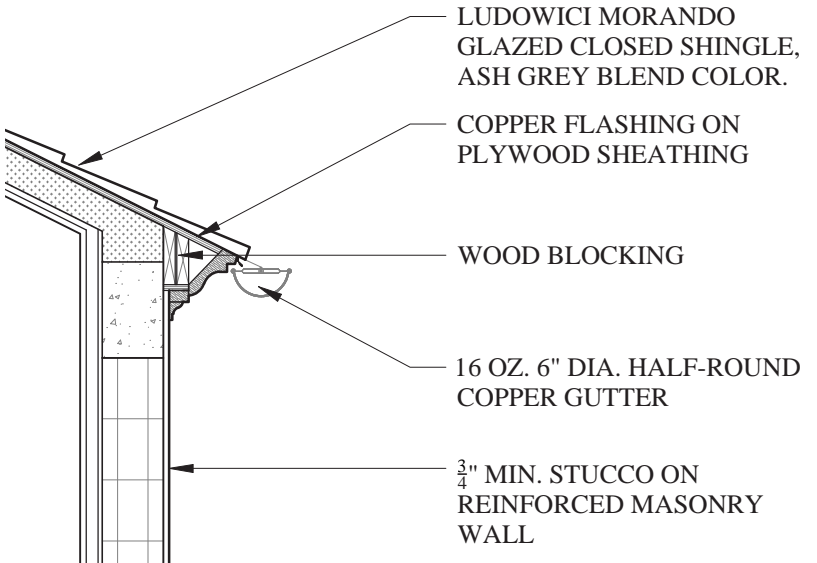 LUDOWICI MORANDO
GLAZED CLOSED SHINGLE,
ASH GREY BLEND COLOR.
COPPER FLASHING ON
PLYWOOD SHEATHING
WOOD BLOCKING
16 OZ. 6" DIA. HALF-ROUND
COPPER GUTTER
3/4" MIN. STUCCO ON
REINFORCED MASONRY
WALL